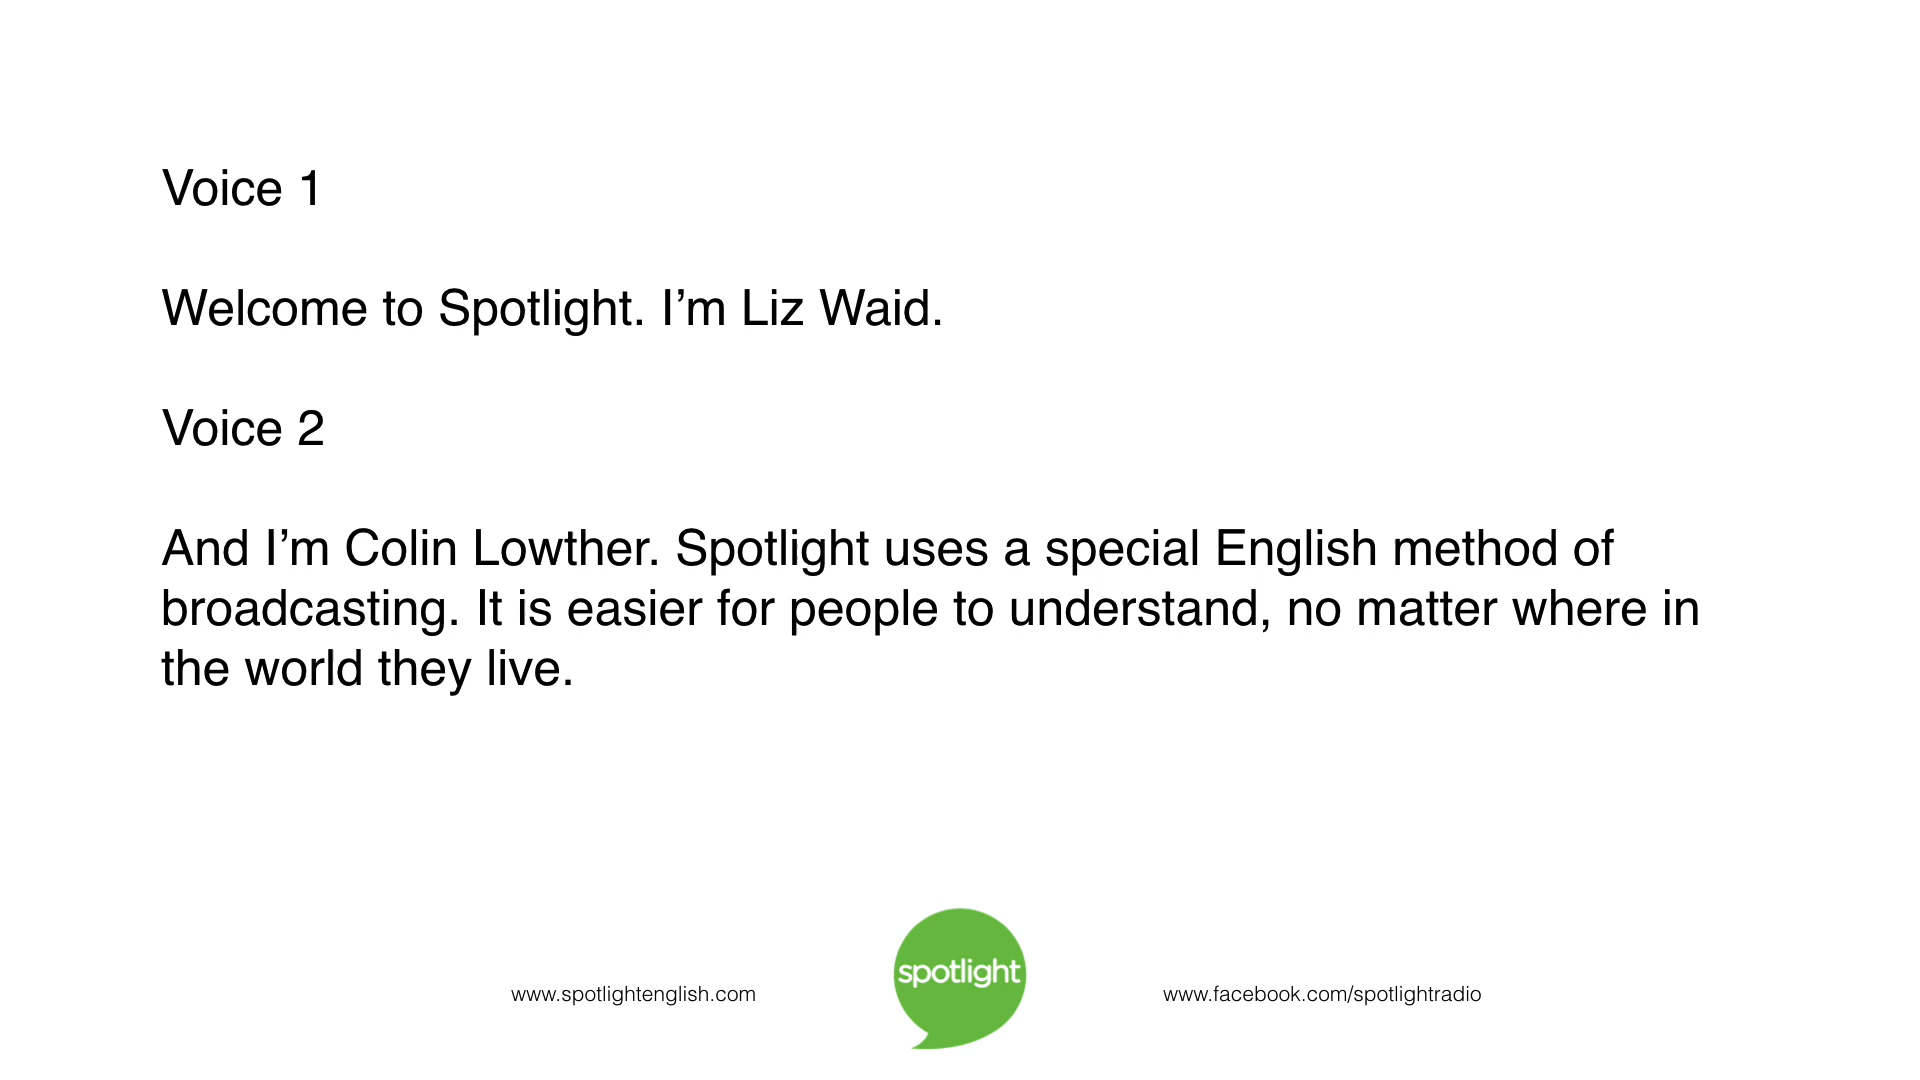 Voice 1
Welcome to Spotlight. I’m Liz Waid.
Voice 2
And I’m Colin Lowther. Spotlight uses a special English method of
broadcasting. It is easier for people to understand, no matter where in
the world they live.
www.spotlightenglish.com
spotlight
www.facebook.com/spotlightradio